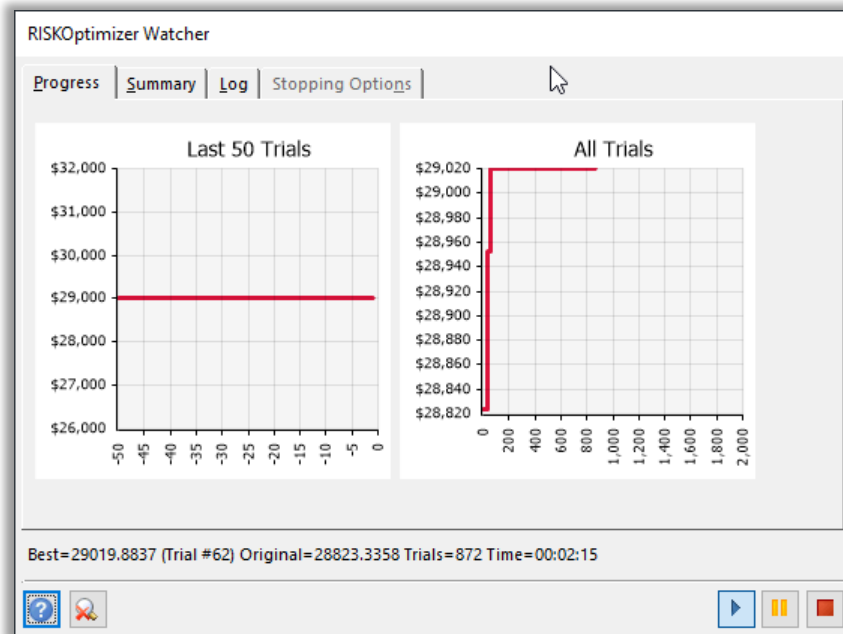 RISKOptimizer Watcher
Progress Summary Log Stopping Options
Last 50 Trials
$32,000
$31,000
$30,000
$29,000
$28,000
$27,000
$26,000
-50 -45 -40 -35 -30 -25 -20 -15 -10 -5 0
All Trials
$29,020
$29,000
$28,980
$28,960
$28,940
$28,920
$28,900
$28,880
$28,860
$28,840
$28,820
0 200 400 600 800 1,000 1,200 1,400 1,600 1,800 2,000
Best=29019.8837 (Trial #62) Original=28823.3358 Trials=872 Time=00:02:15
?